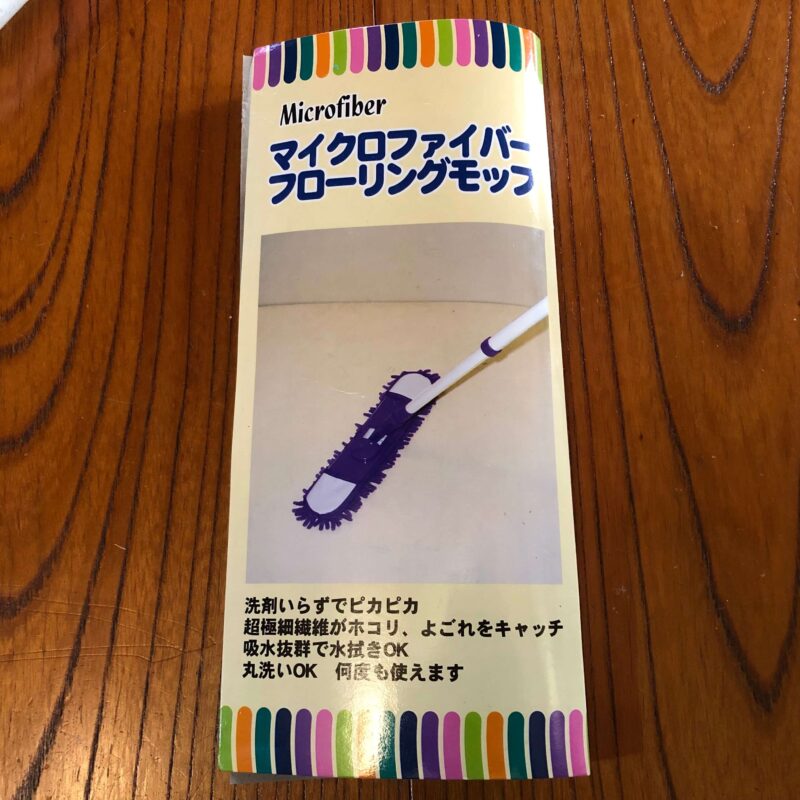 Microfiber
マイクロファイバー
フローリングモップ
洗剤いらずでピカピカ
超極細繊維がホコリ、よごれをキャッチ
吸水抜群で水拭きOK
丸洗いOK　何度も使えます